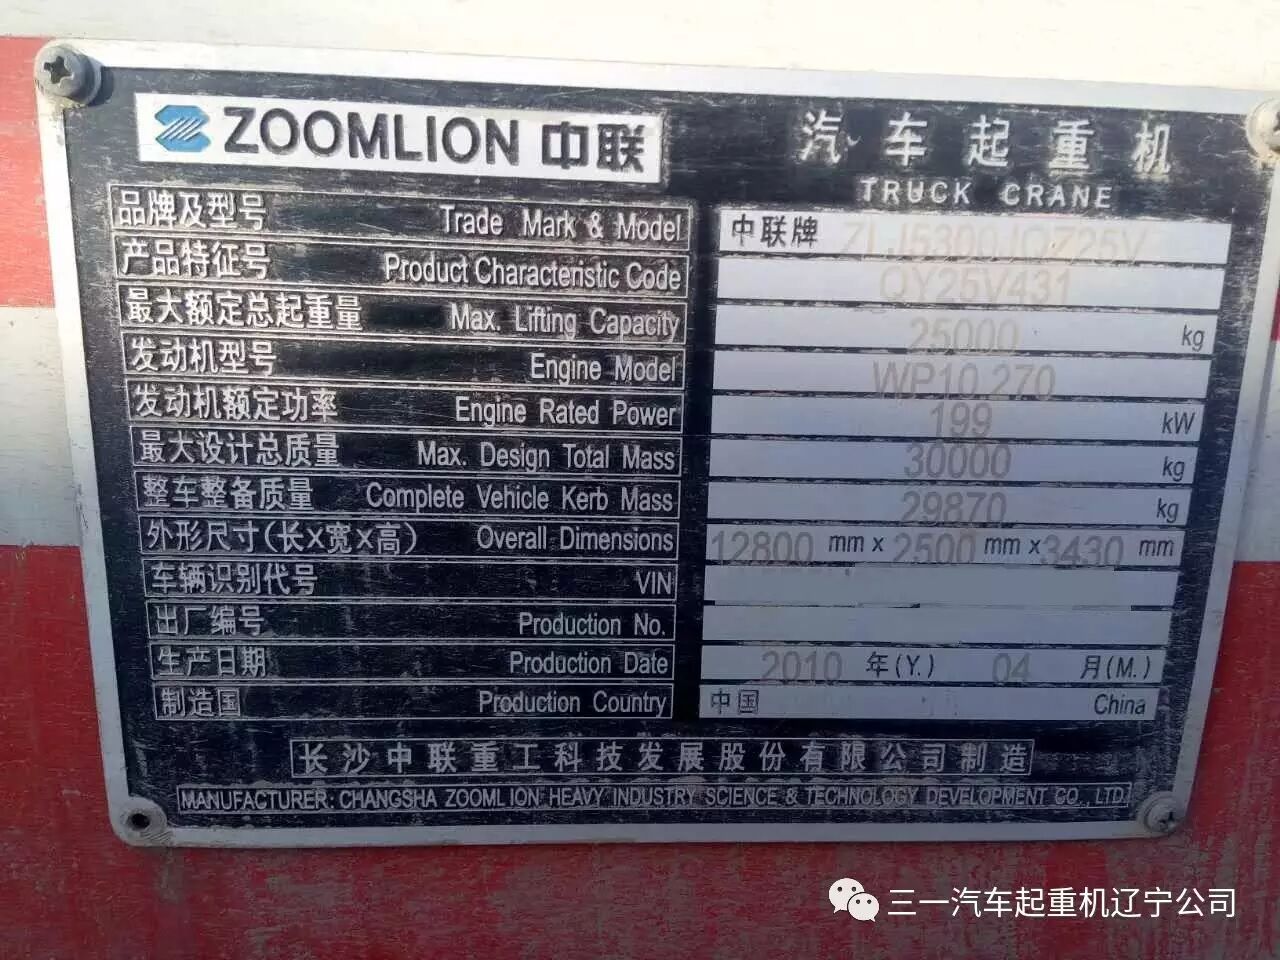 ZOOMLION 中联
汽车起重机
TRUCK CRANE
品牌及型号 Trade Mark & Model 中联牌 ZLJ5300JQZ25V
产品特征号 Product Characteristic Code QY25V431
最大额定总起重量 Max. Lifting Capacity 25000 kg
发动机型号 Engine Model WP10.270
发动机额定功率 Engine Rated Power 199 kW
最大设计总质量 Max. Design Total Mass 30000 kg
整车整备质量 Complete Vehicle Kerb Mass 29870 kg
外形尺寸(长×宽×高) Overall Dimensions 12800 mm x 2500 mm x 3430 mm
车辆识别代号 VIN
出厂编号 Production No.
生产日期 Production Date 2010 年(Y.) 04 月(M.)
制造国 Production Country 中国 China
长沙中联重工科技发展股份有限公司制造
MANUFACTURER: CHANGSHA ZOOMLION HEAVY INDUSTRY SCIENCE & TECHNOLOGY DEVELOPMENT CO., LTD.
三一汽车起重机辽宁公司